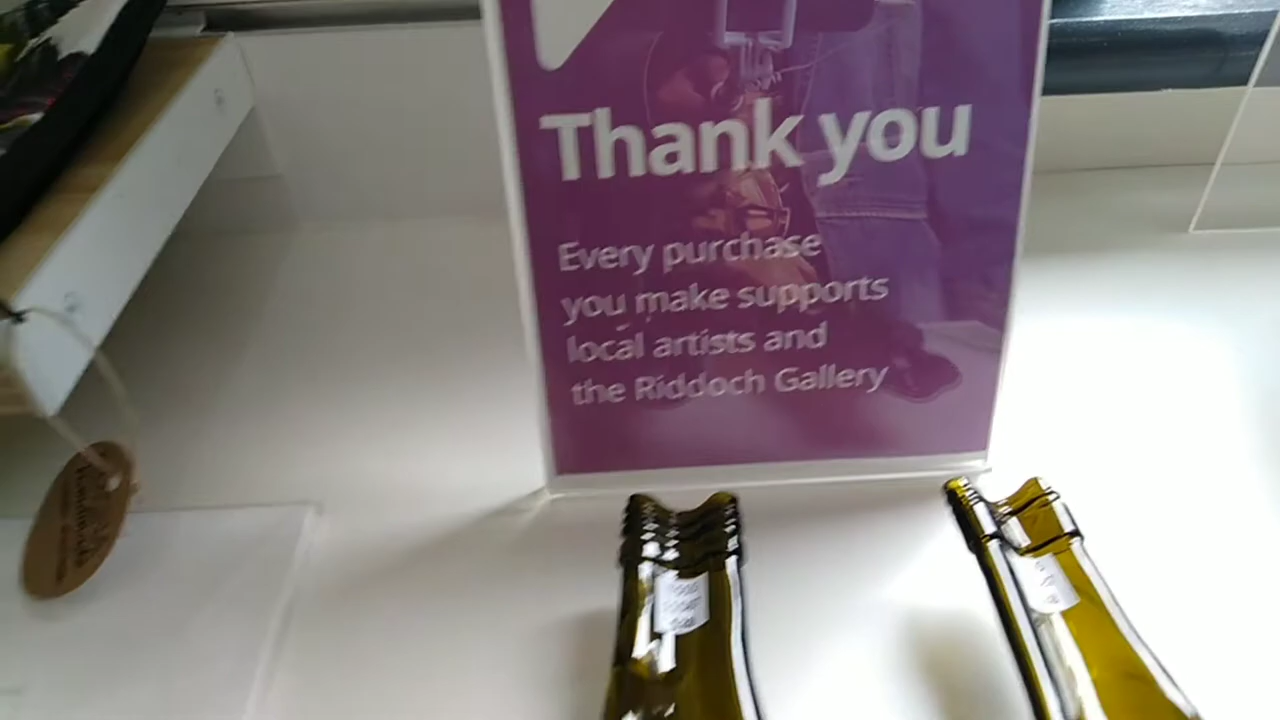 Thank you
Every purchase
you make supports
local artists and
the Riddoch Gallery